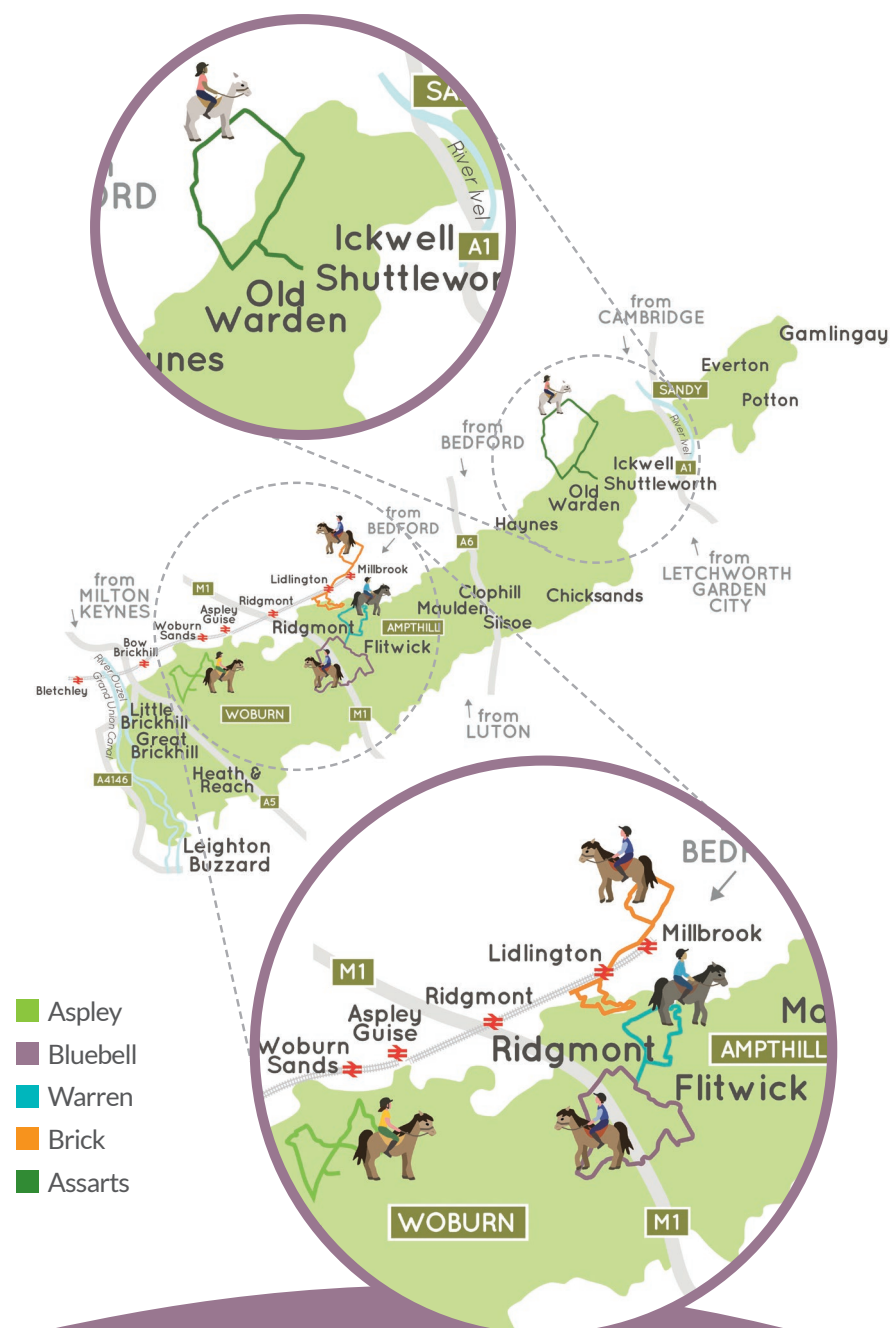 SA
River Ivel
RD
Ickwell
A1
Shuttlewor
Old
Warden
ynes
from
CAMBRIDGE
Gamlingay
Everton
SANDY
Potton
River Ivel
from
BEDFORD
Ickwell
A1
Shuttleworth
Old
Warden
Haynes
from
BEDFORD
A6
from
LETCHWORTH
GARDEN
CITY
Millbrook
Lidlington
from
MILTON
KEYNES
M1
Ridgmont
Clophill
Chicksands
Maulden
Silsoe
Aspley
Guise
Woburn
Sands
Ridgmont
AMPTHILL
Flitwick
Bow
Brickhill
Bletchley
River Ouzel
Grand Union Canal
Little
Brickhill
WOBURN
M1
from
LUTON
Great
Brickhill
Heath &
Reach
A4146
A5
Leighton
Buzzard
BEDF
Millbrook
Lidlington
M1
Ridgmont
Aspley
Guise
Ma
Woburn
Sands
Ridgmont
AMPTHILL
Flitwick
WOBURN
M1
Aspley
Bluebell
Warren
Brick
Assarts